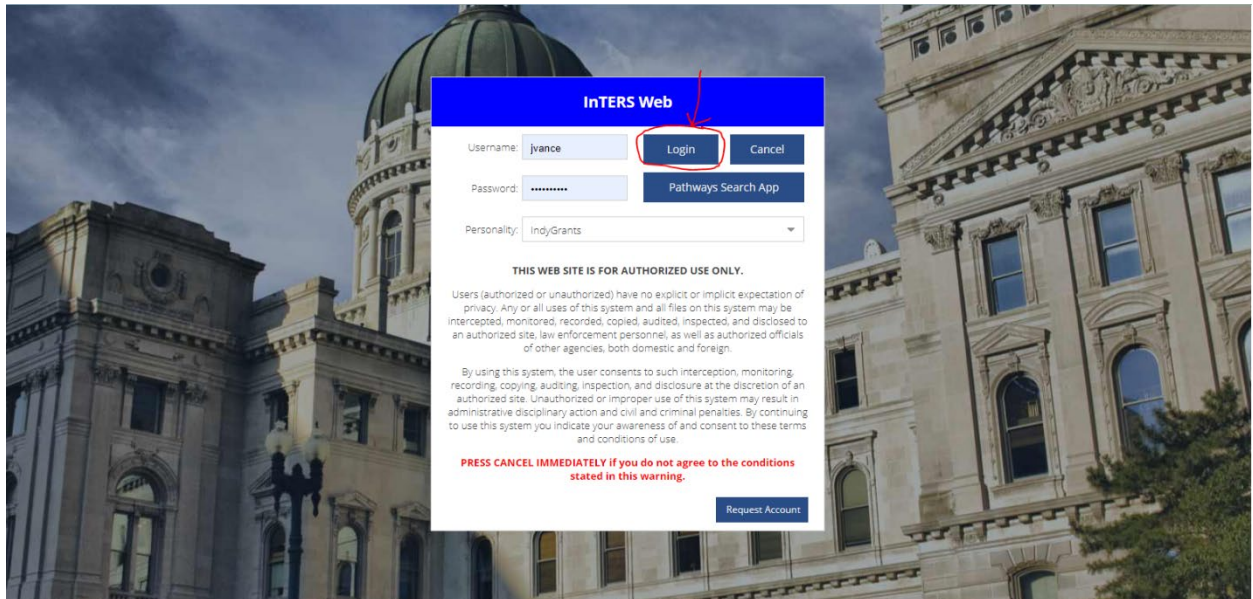 InTERS Web
Username: jvance Login Cancel
Password: •••••••••• Pathways Search App
Personality: IndyGrants
THIS WEB SITE IS FOR AUTHORIZED USE ONLY.
Users (authorized or unauthorized) have no explicit or implicit expectation of
privacy. Any or all uses of this system and all files on this system may be
intercepted, monitored, recorded, copied, audited, inspected, and disclosed to
an authorized site, law enforcement personnel, as well as authorized officials
of other agencies, both domestic and foreign.
By using this system, the user consents to such interception, monitoring,
recording, copying, auditing, inspection, and disclosure at the discretion of an
authorized site. Unauthorized or improper use of this system may result in
administrative disciplinary action and civil and criminal penalties. By continuing
to use this system you indicate your awareness of and consent to these terms
and conditions of use.
PRESS CANCEL IMMEDIATELY if you do not agree to the conditions
stated in this warning.
Request Account